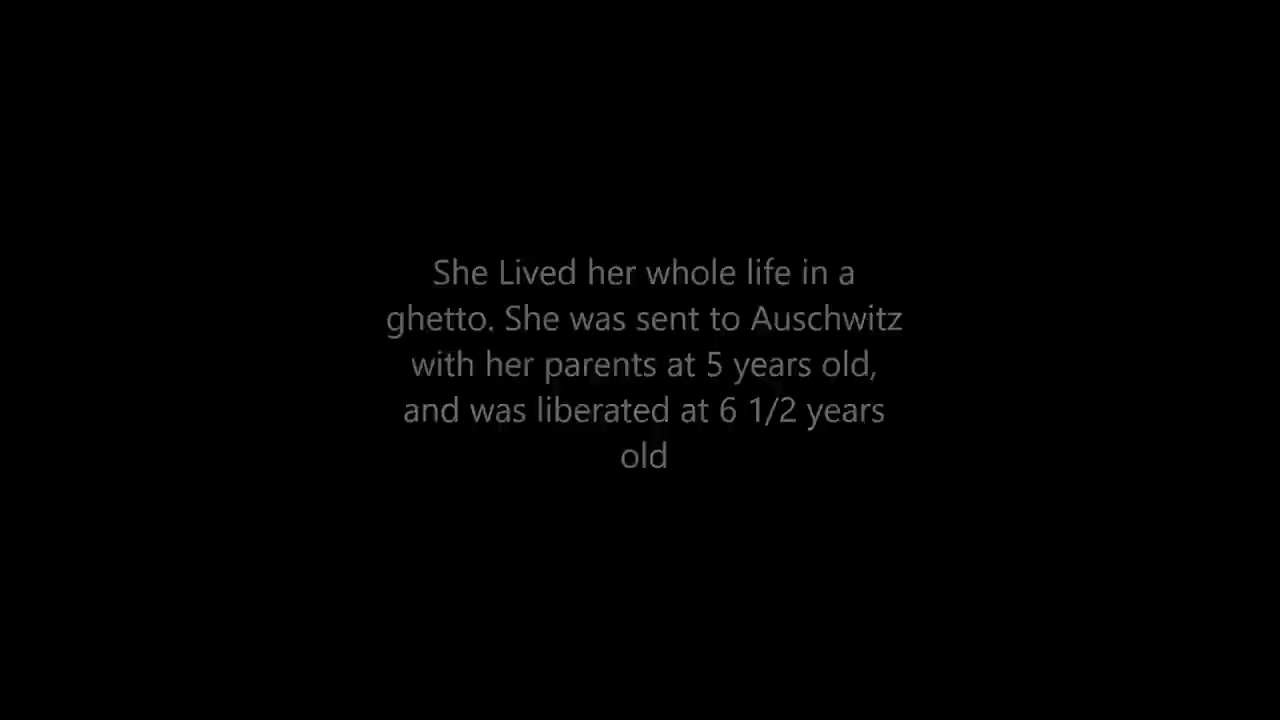 She Lived her whole life in a
ghetto. She was sent to Auschwitz
with her parents at 5 years old,
and was liberated at 6 1/2 years
old